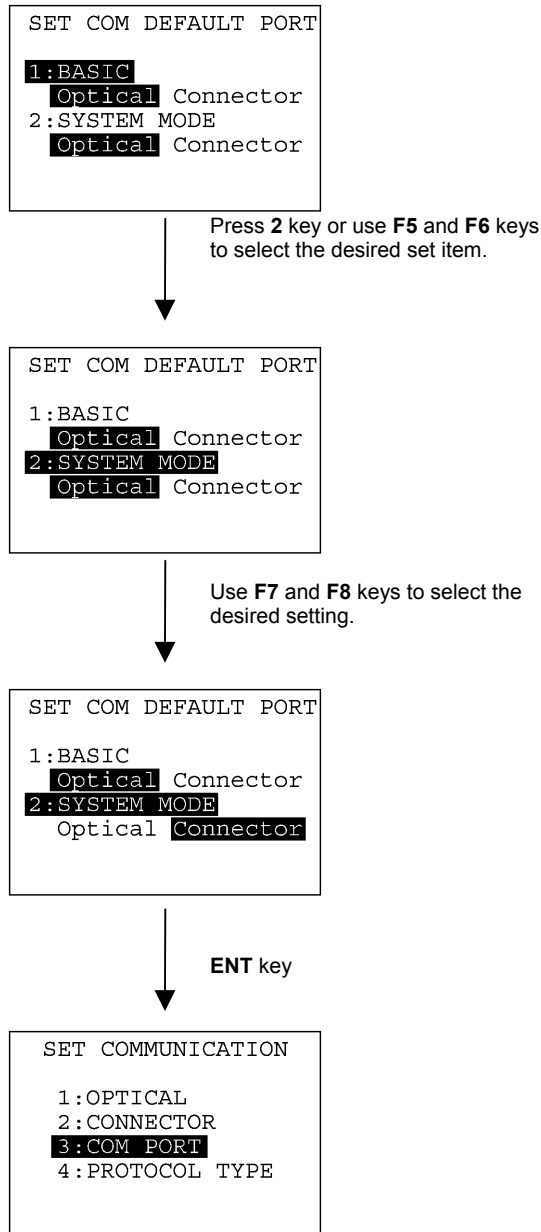 SET COM DEFAULT PORT
1:BASIC
Optical Connector
2:SYSTEM MODE
Optical Connector
Press 2 key or use F5 and F6 keys
to select the desired set item.
SET COM DEFAULT PORT
1:BASIC
Optical Connector
2:SYSTEM MODE
Optical Connector
Use F7 and F8 keys to select the
desired setting.
SET COM DEFAULT PORT
1:BASIC
Optical Connector
2:SYSTEM MODE
Optical Connector
ENT key
SET COMMUNICATION
1:OPTICAL
2:CONNECTOR
3:COM PORT
4:PROTOCOL TYPE